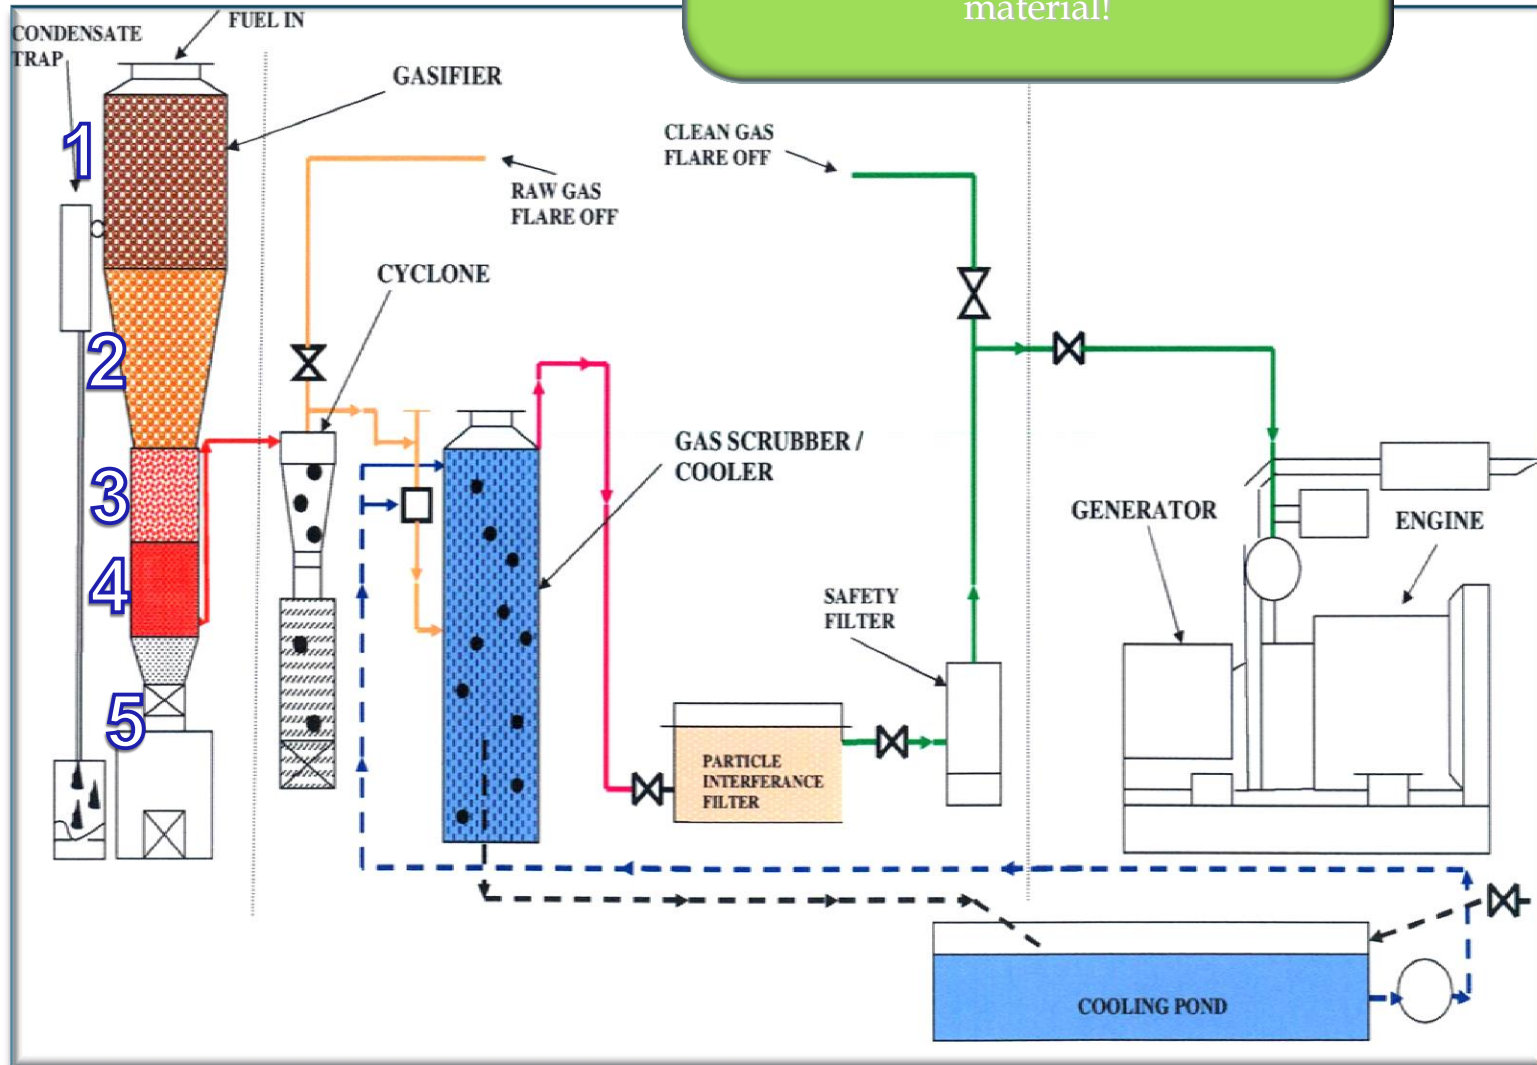 material!
FUEL IN
CONDENSATE
TRAP
GASIFIER
1
CLEAN GAS
FLARE OFF
RAW GAS
FLARE OFF
CYCLONE
2
3
GAS SCRUBBER /
COOLER
GENERATOR
ENGINE
4
SAFETY
FILTER
5
PARTICLE
INTERFERANCE
FILTER
COOLING POND